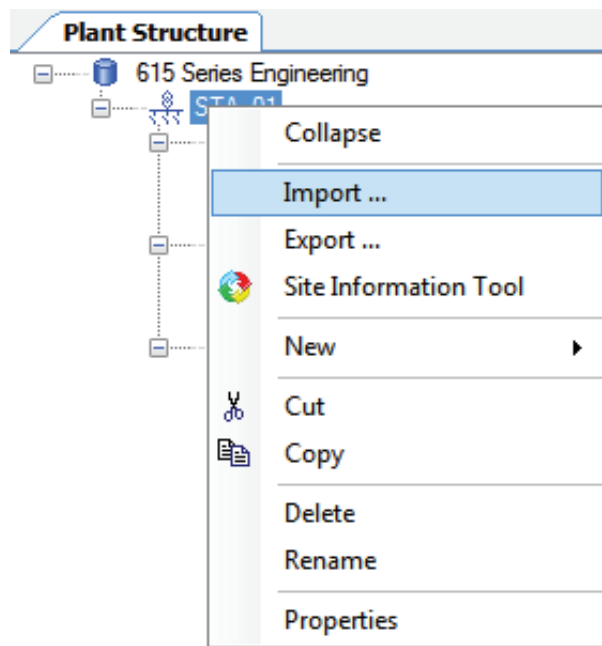 Plant Structure
615 Series Engineering
STA_01
Collapse
Import ...
Export ...
Site Information Tool
New
Cut
Copy
Delete
Rename
Properties